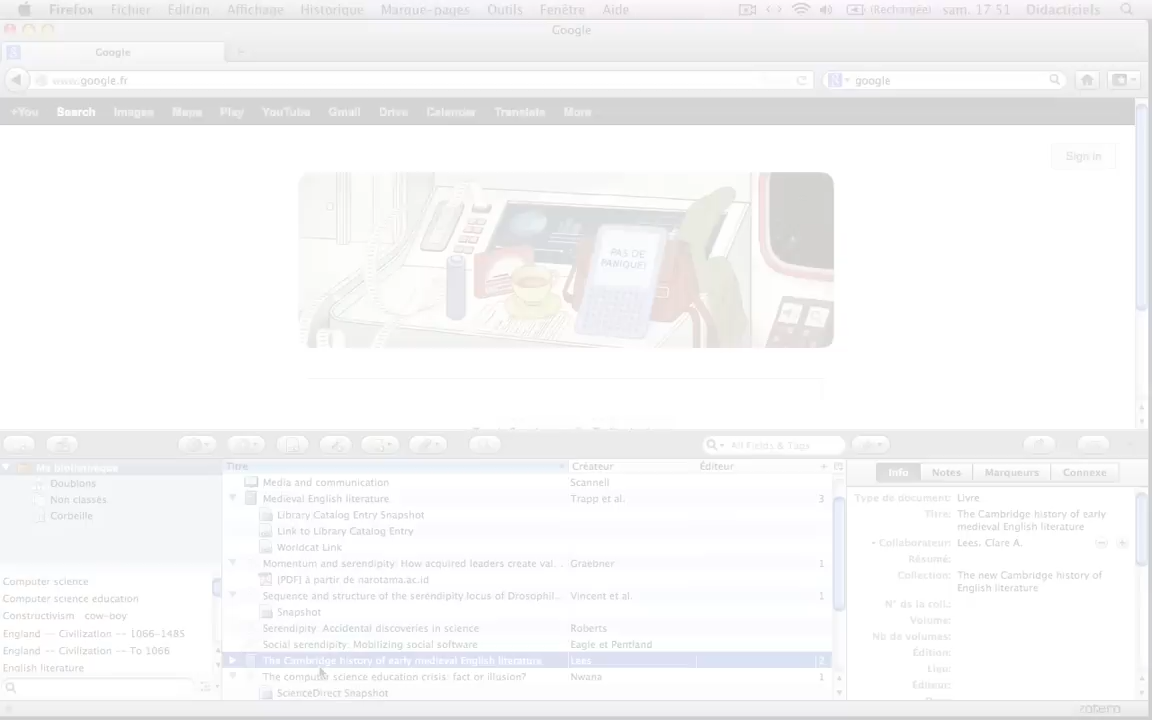 Firefox Fichier Édition Affichage Historique Marque-pages Outils Fenêtre Aide (Rechargée) sam. 17 51 Didacticiels
Google
Google
www.google.fr google
+You Search Images Maps Play YouTube Gmail Drive Calendar Translate More
Sign in
PAS DE
PANIQUE!
All Fields & Tags
Ma bibliothèque
Doublons
Non classés
Corbeille
Computer science
Computer science education
Constructivism cow-boy
England -- Civilization -- 1066-1485
England -- Civilization -- To 1066
English literature
Titre Créateur Éditeur
Media and communication Scannell
Medieval English literature Trapp et al. 3
Library Catalog Entry Snapshot
Link to Library Catalog Entry
Worldcat Link
Momentum and serendipity: How acquired leaders create val... Graebner 1
[PDF] à partir de narotama.ac.id
Sequence and structure of the serendipity locus of Drosophil... Vincent et al. 1
Snapshot
Serendipity: Accidental discoveries in science Roberts
Social serendipity: Mobilizing social software Eagle et Pentland
The Cambridge history of early medieval English literature Lees 2
The computer science education crisis: fact or illusion? Nwana 1
ScienceDirect Snapshot
Info Notes Marqueurs Connexe
Type de document: Livre
Titre: The Cambridge history of early
medieval English literature
Collaborateur: Lees, Clare A.
Résumé:
Collection: The new Cambridge history of
English literature
N° de la coll.:
Volume:
Nb de volumes:
Édition:
Lieu:
Éditeur:
zotero